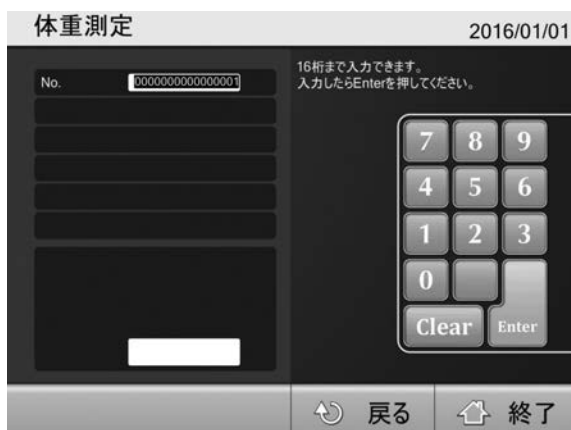 体重測定
2016/01/01
No. 0000000000000001
16桁まで入力できます。
入力したらEnterを押してください。
7 8 9
4 5 6
1 2 3
0
Clear Enter
戻る 終了